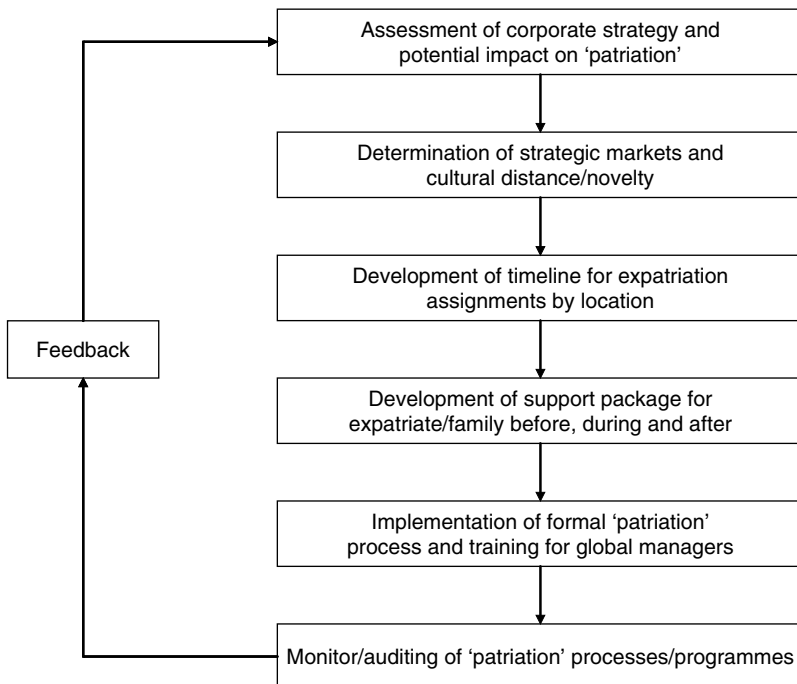 Assessment of corporate strategy and
potential impact on ‘patriation’
Determination of strategic markets and
cultural distance/novelty
Development of timeline for expatriation
assignments by location
Feedback
Development of support package for
expatriate/family before, during and after
Implementation of formal ‘patriation’
process and training for global managers
Monitor/auditing of ‘patriation’ processes/programmes